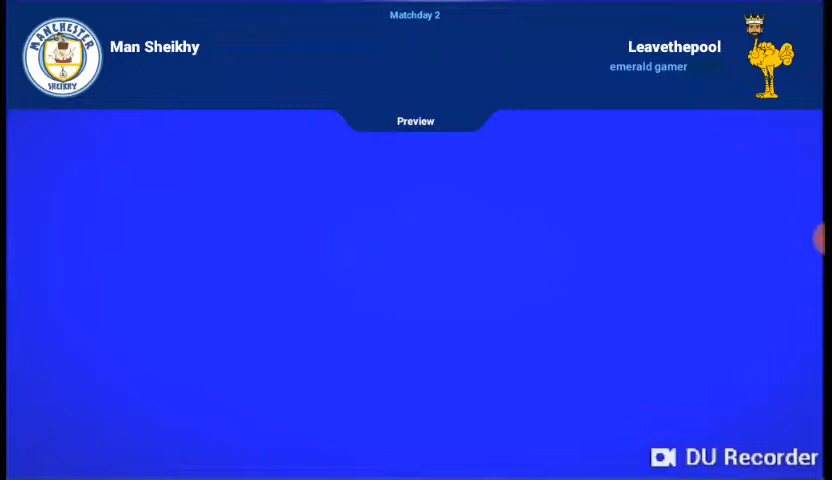 Matchday 2
MANCHESTER
SHEIKHY
Man Sheikhy
Leavethepool
emerald gamer
Preview
DU Recorder